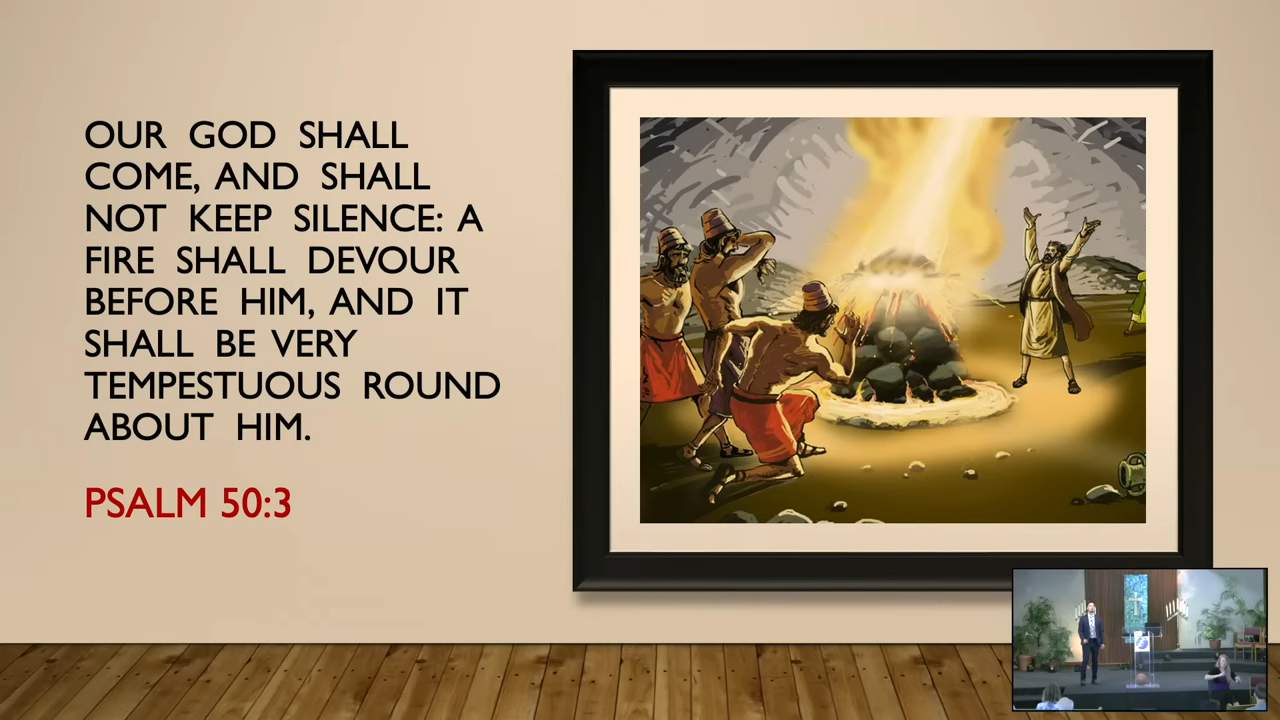 OUR GOD SHALL
COME, AND SHALL
NOT KEEP SILENCE: A
FIRE SHALL DEVOUR
BEFORE HIM, AND IT
SHALL BE VERY
TEMPESTUOUS ROUND
ABOUT HIM.
PSALM 50:3